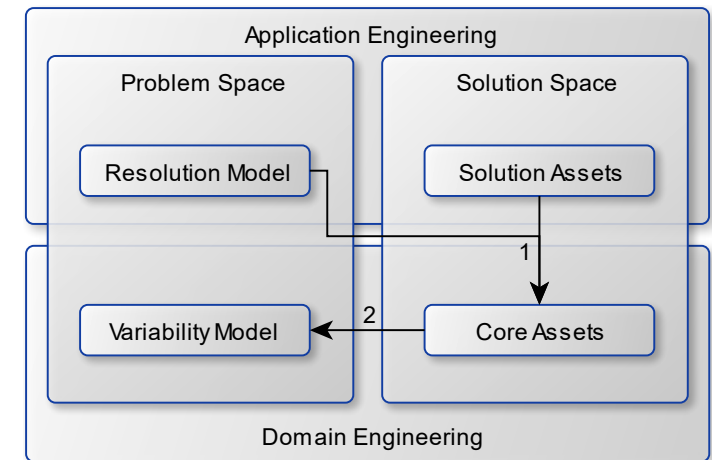 Application Engineering
Problem Space
Solution Space
Resolution Model
Solution Assets
1
Variability Model
2
Core Assets
Domain Engineering